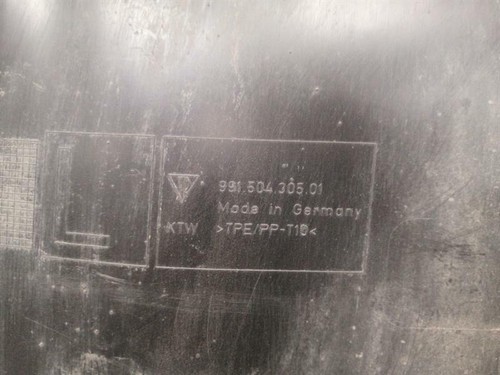 991.504.305.01
Made in Germany
KTW >TPE/PP-T10<